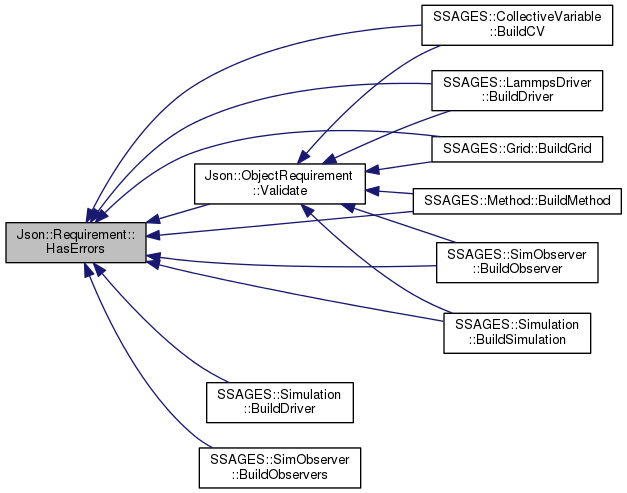 SSAGES::CollectiveVariable
::BuildCV
SSAGES::LammpsDriver
::BuildDriver
SSAGES::Grid::BuildGrid
Json::ObjectRequirement
::Validate
SSAGES::Method::BuildMethod
Json::Requirement::
HasErrors
SSAGES::SimObserver
::BuildObserver
SSAGES::Simulation
::BuildSimulation
SSAGES::Simulation
::BuildDriver
SSAGES::SimObserver
::BuildObservers